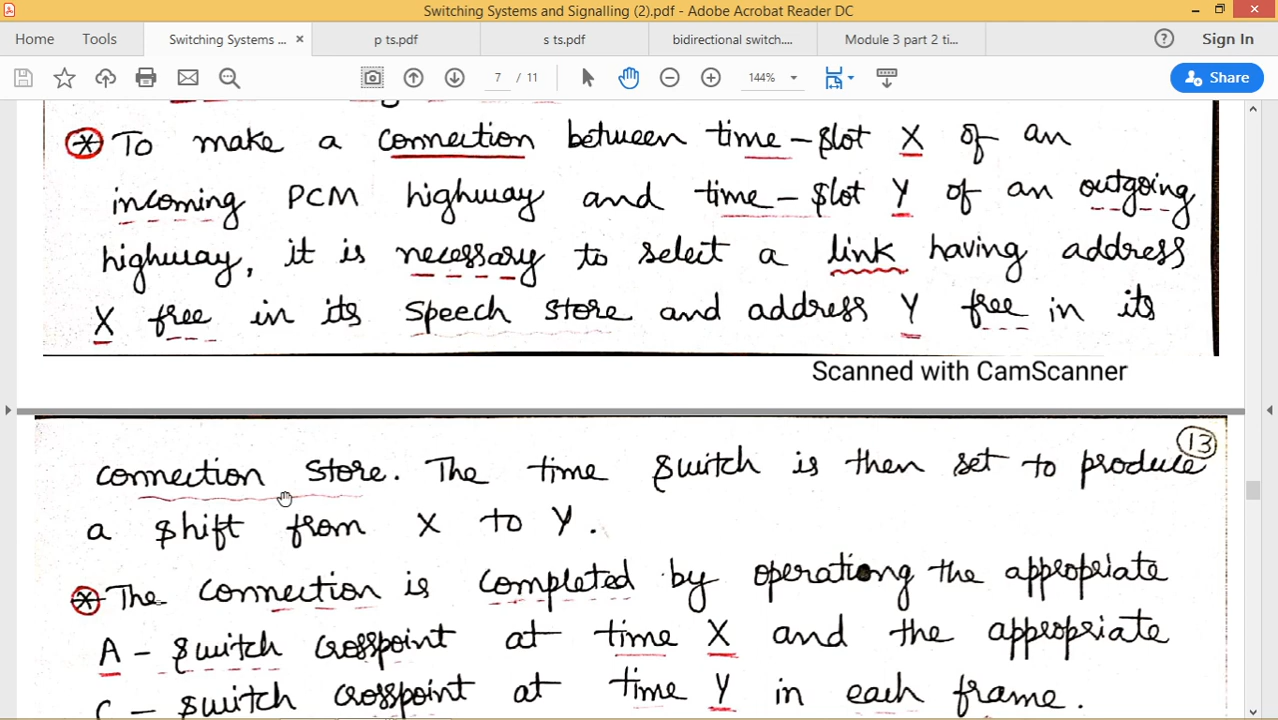 Switching Systems and Signalling (2).pdf - Adobe Acrobat Reader DC
Home Tools Switching Systems ... × p ts.pdf s ts.pdf bidirectional switch.... Module 3 part 2 ti... Sign In
7 / 11 144% Share
* To make a connection between time-slot X of an
incoming PCM highway and time-slot Y of an outgoing
highway, it is necessary to select a link having address
X free in its speech store and address Y free in its
Scanned with CamScanner
13
connection store. The time switch is then set to produce
a shift from X to Y.
* The connection is completed by operationg the appropriate
A - switch crosspoint at time X and the appropriate
C - switch crosspoint at time Y in each frame.